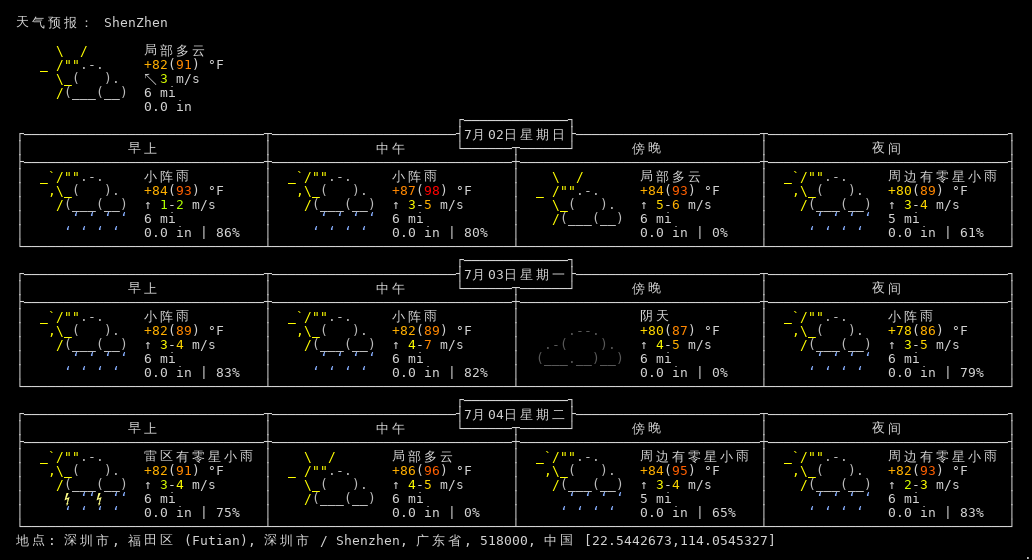 天气预报： ShenZhen
局部多云
+82(91) °F
↖ 3 m/s
6 mi
0.0 in
7月02日星期日
早上 中午 傍晚 夜间
小阵雨 小阵雨 局部多云 周边有零星小雨
+84(93) °F +87(98) °F +84(93) °F +80(89) °F
↑ 1-2 m/s ↑ 3-5 m/s ↑ 5-6 m/s ↑ 3-4 m/s
6 mi 6 mi 6 mi 5 mi
0.0 in | 86% 0.0 in | 80% 0.0 in | 0% 0.0 in | 61%
7月03日星期一
早上 中午 傍晚 夜间
小阵雨 小阵雨 阴天 小阵雨
+82(89) °F +82(89) °F +80(87) °F +78(86) °F
↑ 3-4 m/s ↑ 4-7 m/s ↑ 4-5 m/s ↑ 3-5 m/s
6 mi 6 mi 6 mi 6 mi
0.0 in | 83% 0.0 in | 82% 0.0 in | 0% 0.0 in | 79%
7月04日星期二
早上 中午 傍晚 夜间
雷区有零星小雨 局部多云 周边有零星小雨 周边有零星小雨
+82(91) °F +86(96) °F +84(95) °F +82(93) °F
↑ 3-4 m/s ↑ 4-5 m/s ↑ 3-4 m/s ↑ 2-3 m/s
6 mi 6 mi 5 mi 6 mi
0.0 in | 75% 0.0 in | 0% 0.0 in | 65% 0.0 in | 83%
地点: 深圳市, 福田区 (Futian), 深圳市 / Shenzhen, 广东省, 518000, 中国 [22.5442673,114.0545327]